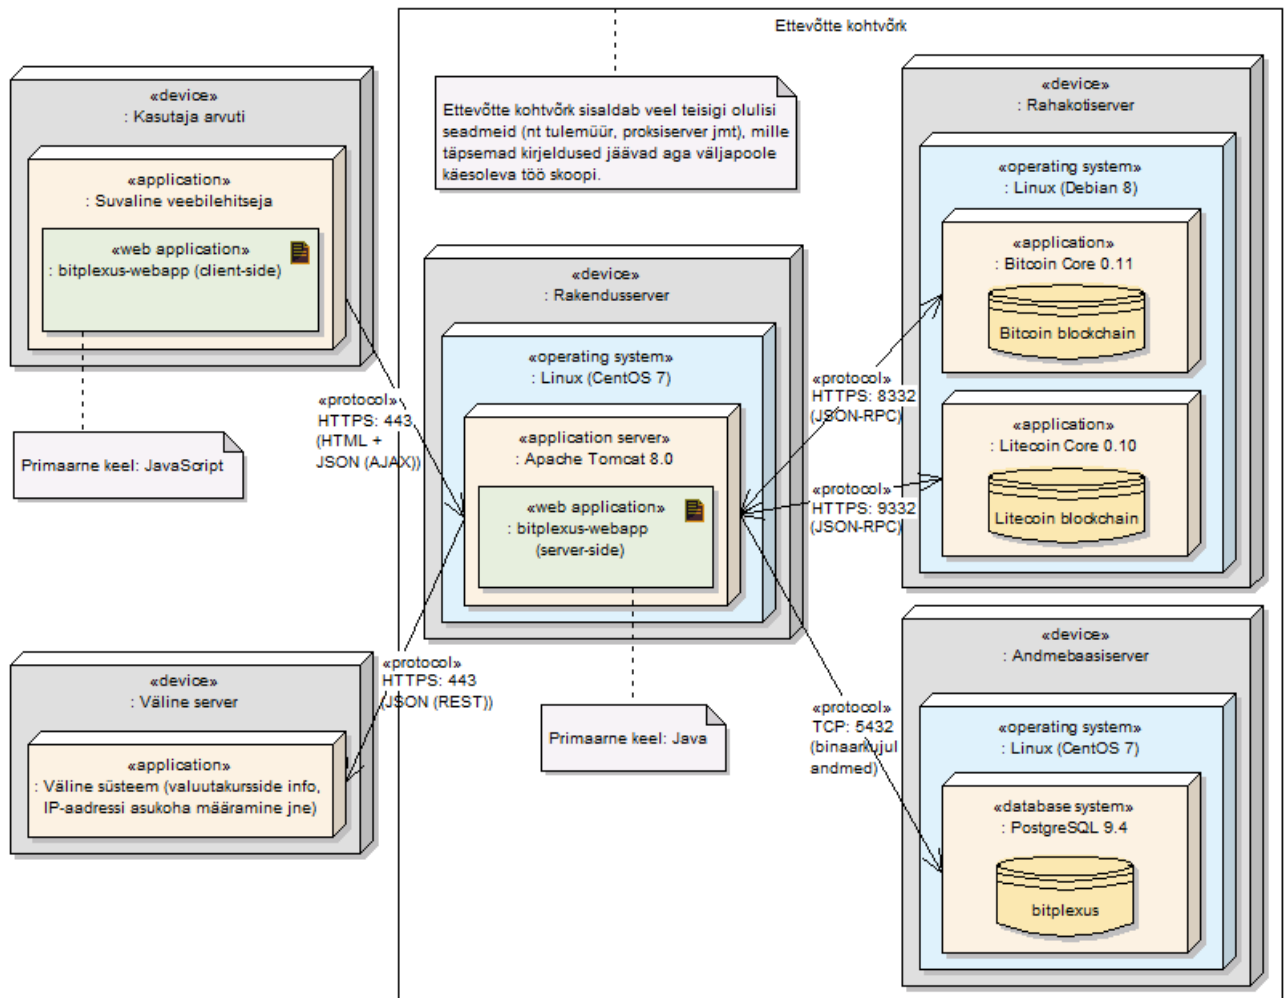 Ettevõtte kohtvõrk
«device»
: Kasutaja arvuti
«application»
: Suvaline veebilehitseja
«web application»
: bitplexus-webapp (client-side)
Primaarne keel: JavaScript
Ettevõtte kohtvõrk sisaldab veel teisigi olulisi
seadmeid (nt tulemüür, proksiserver jmt), mille
täpsemad kirjeldused jäävad aga väljapoole
käesoleva töö skoopi.
«protocol»
HTTPS: 443
(HTML +
JSON (AJAX))
«device»
: Rakendusserver
«operating system»
: Linux (CentOS 7)
«application server»
: Apache Tomcat 8.0
«web application»
: bitplexus-webapp
(server-side)
Primaarne keel: Java
«protocol»
HTTPS: 443
(JSON (REST))
«device»
: Väline server
«application»
: Väline süsteem (valuutakursside info,
IP-aadressi asukoha määramine jne)
«protocol»
HTTPS: 8332
(JSON-RPC)
«protocol»
HTTPS: 9332
(JSON-RPC)
«protocol»
TCP: 5432
(binaarkujul
andmed)
«device»
: Rahakotiserver
«operating system»
: Linux (Debian 8)
«application»
: Bitcoin Core 0.11
Bitcoin blockchain
«application»
: Litecoin Core 0.10
Litecoin blockchain
«device»
: Andmebaasiserver
«operating system»
: Linux (CentOS 7)
«database system»
: PostgreSQL 9.4
bitplexus